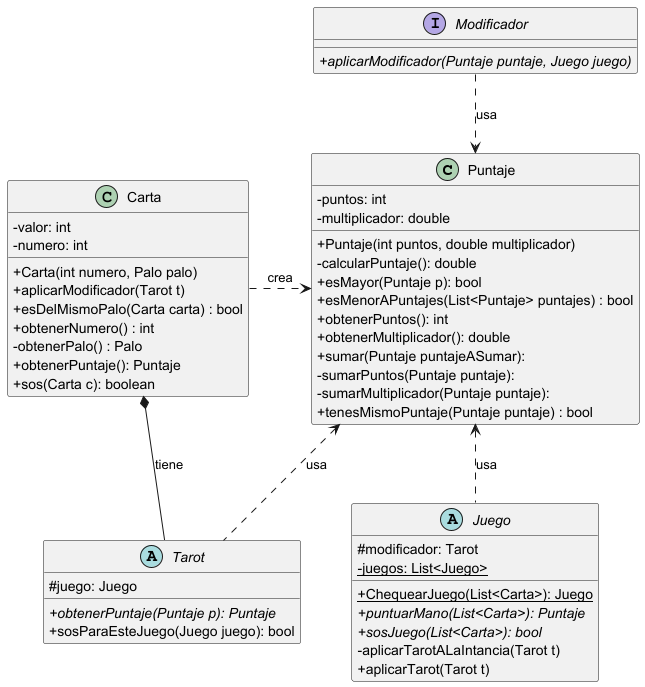 I Modificador
+aplicarModificador(Puntaje puntaje, Juego juego)
usa
C Puntaje
-puntos: int
-multiplicador: double
+Puntaje(int puntos, double multiplicador)
-calcularPuntaje(): double
+esMayor(Puntaje p): bool
+esMenorAPuntajes(List<Puntaje> puntajes) : bool
+obtenerPuntos(): int
+obtenerMultiplicador(): double
+sumar(Puntaje puntajeASumar):
-sumarPuntos(Puntaje puntaje):
-sumarMultiplicador(Puntaje puntaje):
+tenesMismoPuntaje(Puntaje puntaje) : bool
C Carta
-valor: int
-numero: int
+Carta(int numero, Palo palo)
+aplicarModificador(Tarot t)
+esDelMismoPalo(Carta carta) : bool
+obtenerNumero() : int
-obtenerPalo() : Palo
+obtenerPuntaje(): Puntaje
+sos(Carta c): boolean
crea
tiene
usa
usa
A Tarot
#juego: Juego
+obtenerPuntaje(Puntaje p): Puntaje
+sosParaEsteJuego(Juego juego): bool
A Juego
#modificador: Tarot
-juegos: List<Juego>
+ChequearJuego(List<Carta>): Juego
+puntuarMano(List<Carta>): Puntaje
+sosJuego(List<Carta>): bool
-aplicarTarotALaIntancia(Tarot t)
+aplicarTarot(Tarot t)